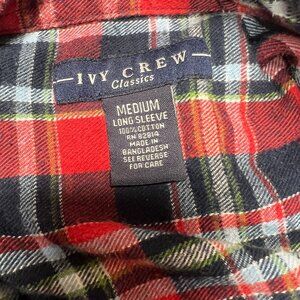 IVY CREW
Classics
MEDIUM
LONG SLEEVE
100% COTTON
RN 82814
MADE IN
BANGLADESH
SEE REVERSE
FOR CARE